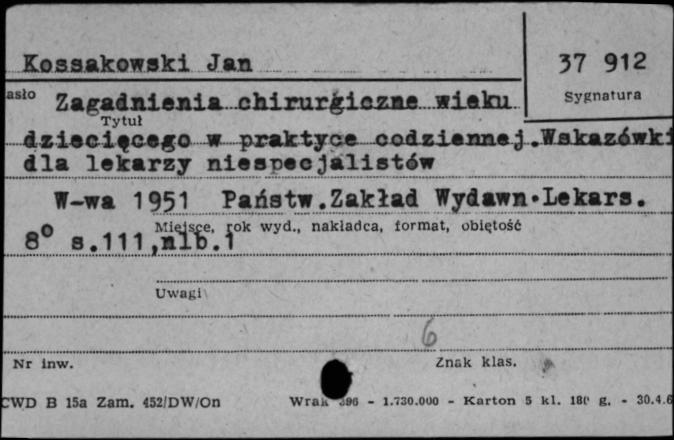 Kossakowski Jan
37 912
asło
Sygnatura
Zagadnienia chirurgiczne wieku
Tytuł
dziecięcego w praktyce codziennej.Wskazówki
dla lekarzy niespecjalistów
W-wa 1951 Państw.Zakład Wydawn.Lekars.
Miejsce, rok wyd., nakładca, format, objętość
8° s.111,nlb.1
Uwagi
6
Nr inw.
Znak klas.
CWD B 15a Zam. 452/DW/On Wrak 396 - 1.730.000 - Karton 5 kl. 180 g. - 30.4.6